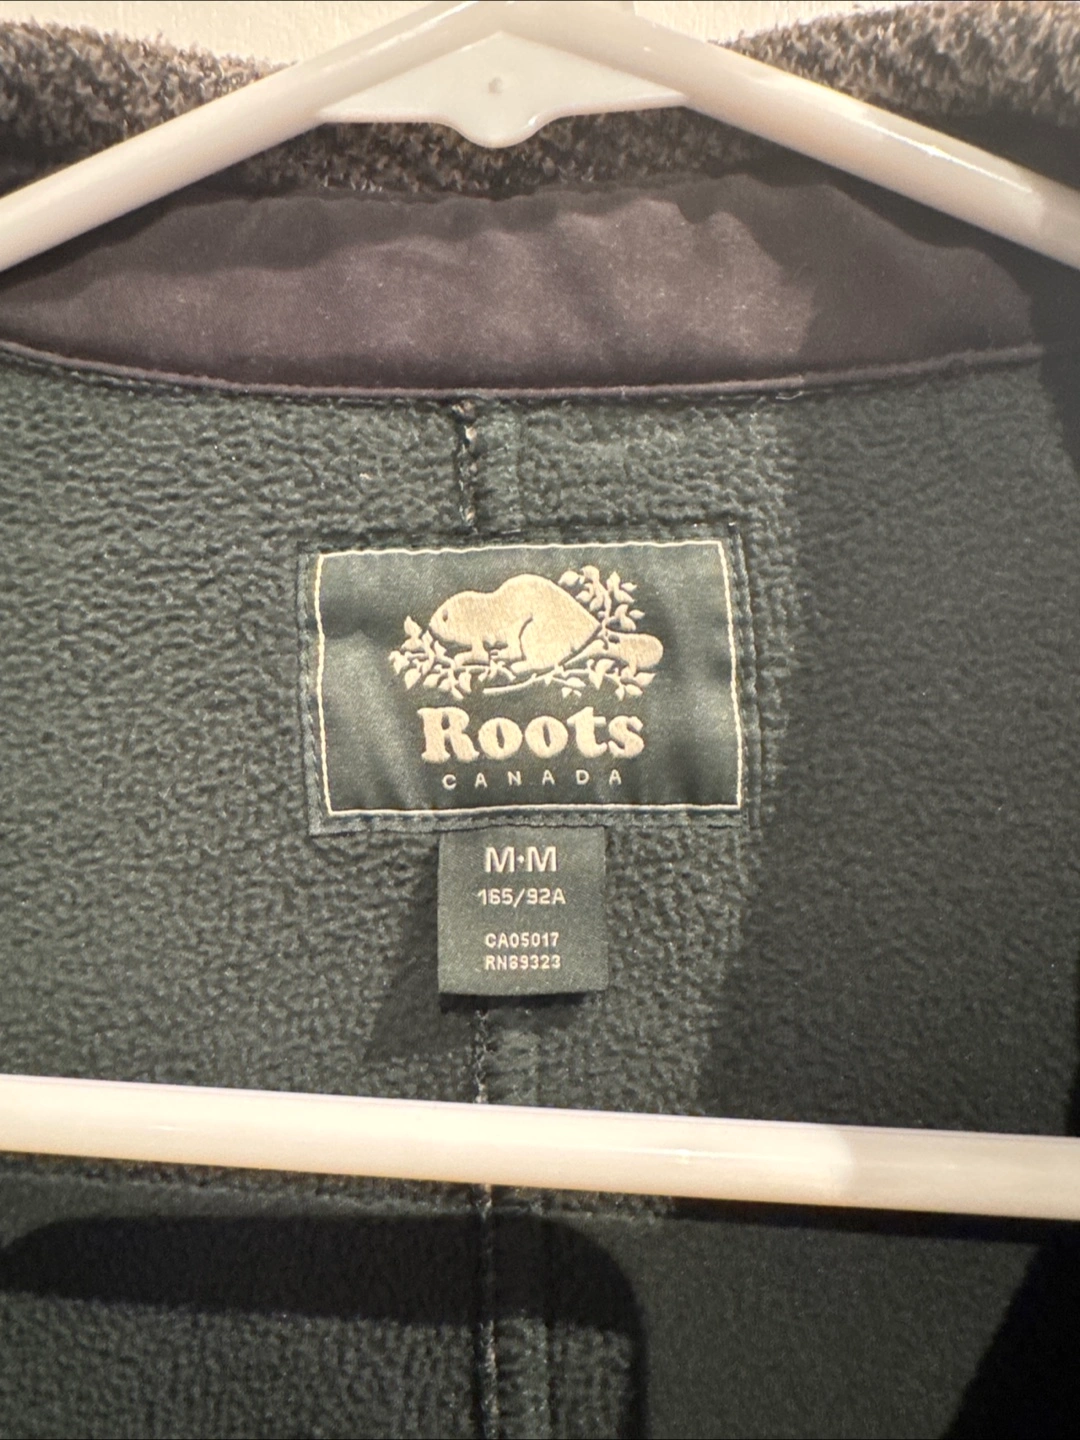 Roots
CANADA
M·M
165/92A
CA05017
RN69323